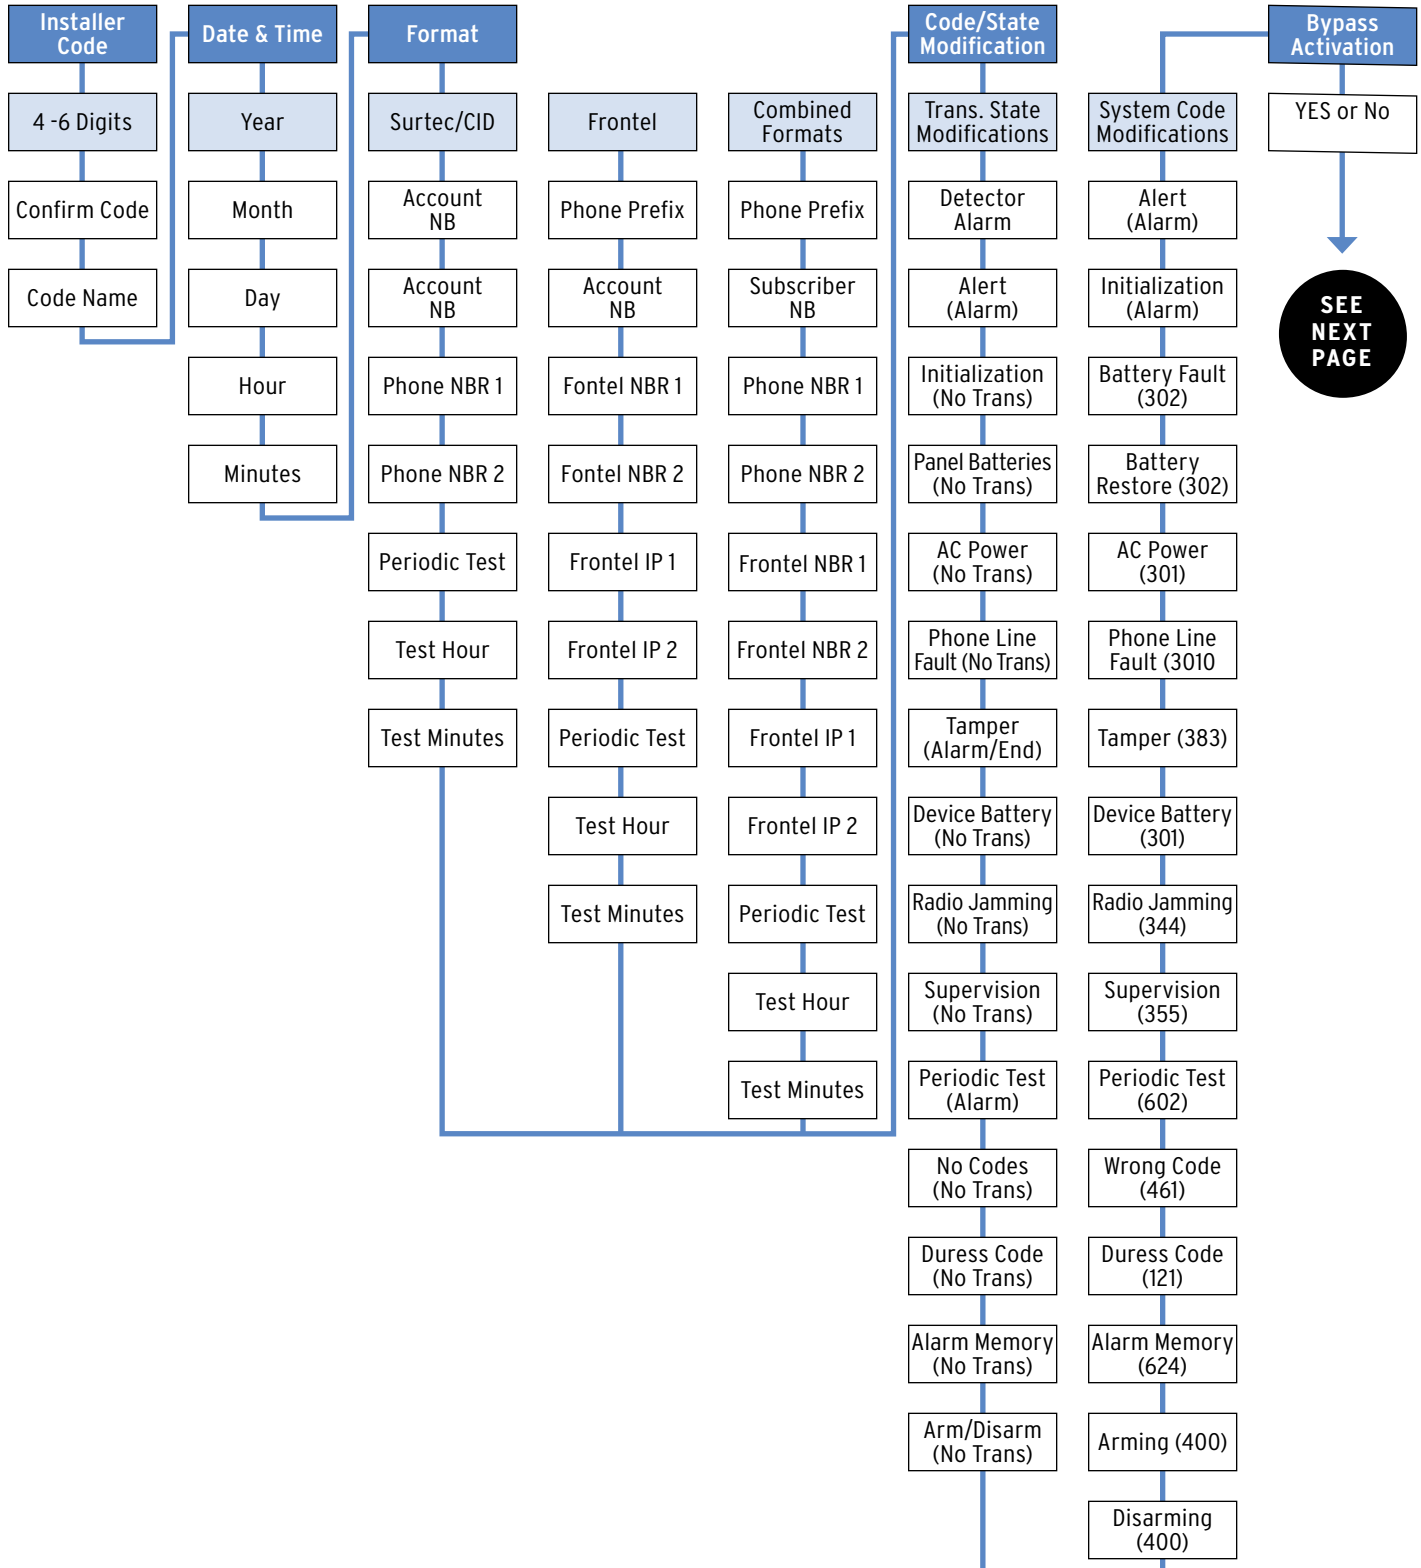 Installer
Code
4 -6 Digits
Confirm Code
Code Name
Date & Time
Year
Month
Day
Hour
Minutes
Format
Surtec/CID
Account
NB
Account
NB
Phone NBR 1
Phone NBR 2
Periodic Test
Test Hour
Test Minutes
Frontel
Phone Prefix
Account
NB
Fontel NBR 1
Fontel NBR 2
Frontel IP 1
Frontel IP 2
Periodic Test
Test Hour
Test Minutes
Combined
Formats
Phone Prefix
Subscriber
NB
Phone NBR 1
Phone NBR 2
Frontel NBR 1
Frontel NBR 2
Frontel IP 1
Frontel IP 2
Periodic Test
Test Hour
Test Minutes
Code/State
Modification
Trans. State
Modifications
Detector
Alarm
Alert
(Alarm)
Initialization
(No Trans)
Panel Batteries
(No Trans)
AC Power
(No Trans)
Phone Line
Fault (No Trans)
Tamper
(Alarm/End)
Device Battery
(No Trans)
Radio Jamming
(No Trans)
Supervision
(No Trans)
Periodic Test
(Alarm)
No Codes
(No Trans)
Duress Code
(No Trans)
Alarm Memory
(No Trans)
Arm/Disarm
(No Trans)
System Code
Modifications
Alert
(Alarm)
Initialization
(Alarm)
Battery Fault
(302)
Battery
Restore (302)
AC Power
(301)
Phone Line
Fault (3010
Tamper (383)
Device Battery
(301)
Radio Jamming
(344)
Supervision
(355)
Periodic Test
(602)
Wrong Code
(461)
Duress Code
(121)
Alarm Memory
(624)
Arming (400)
Disarming
(400)
Bypass
Activation
YES or No
SEE
NEXT
PAGE